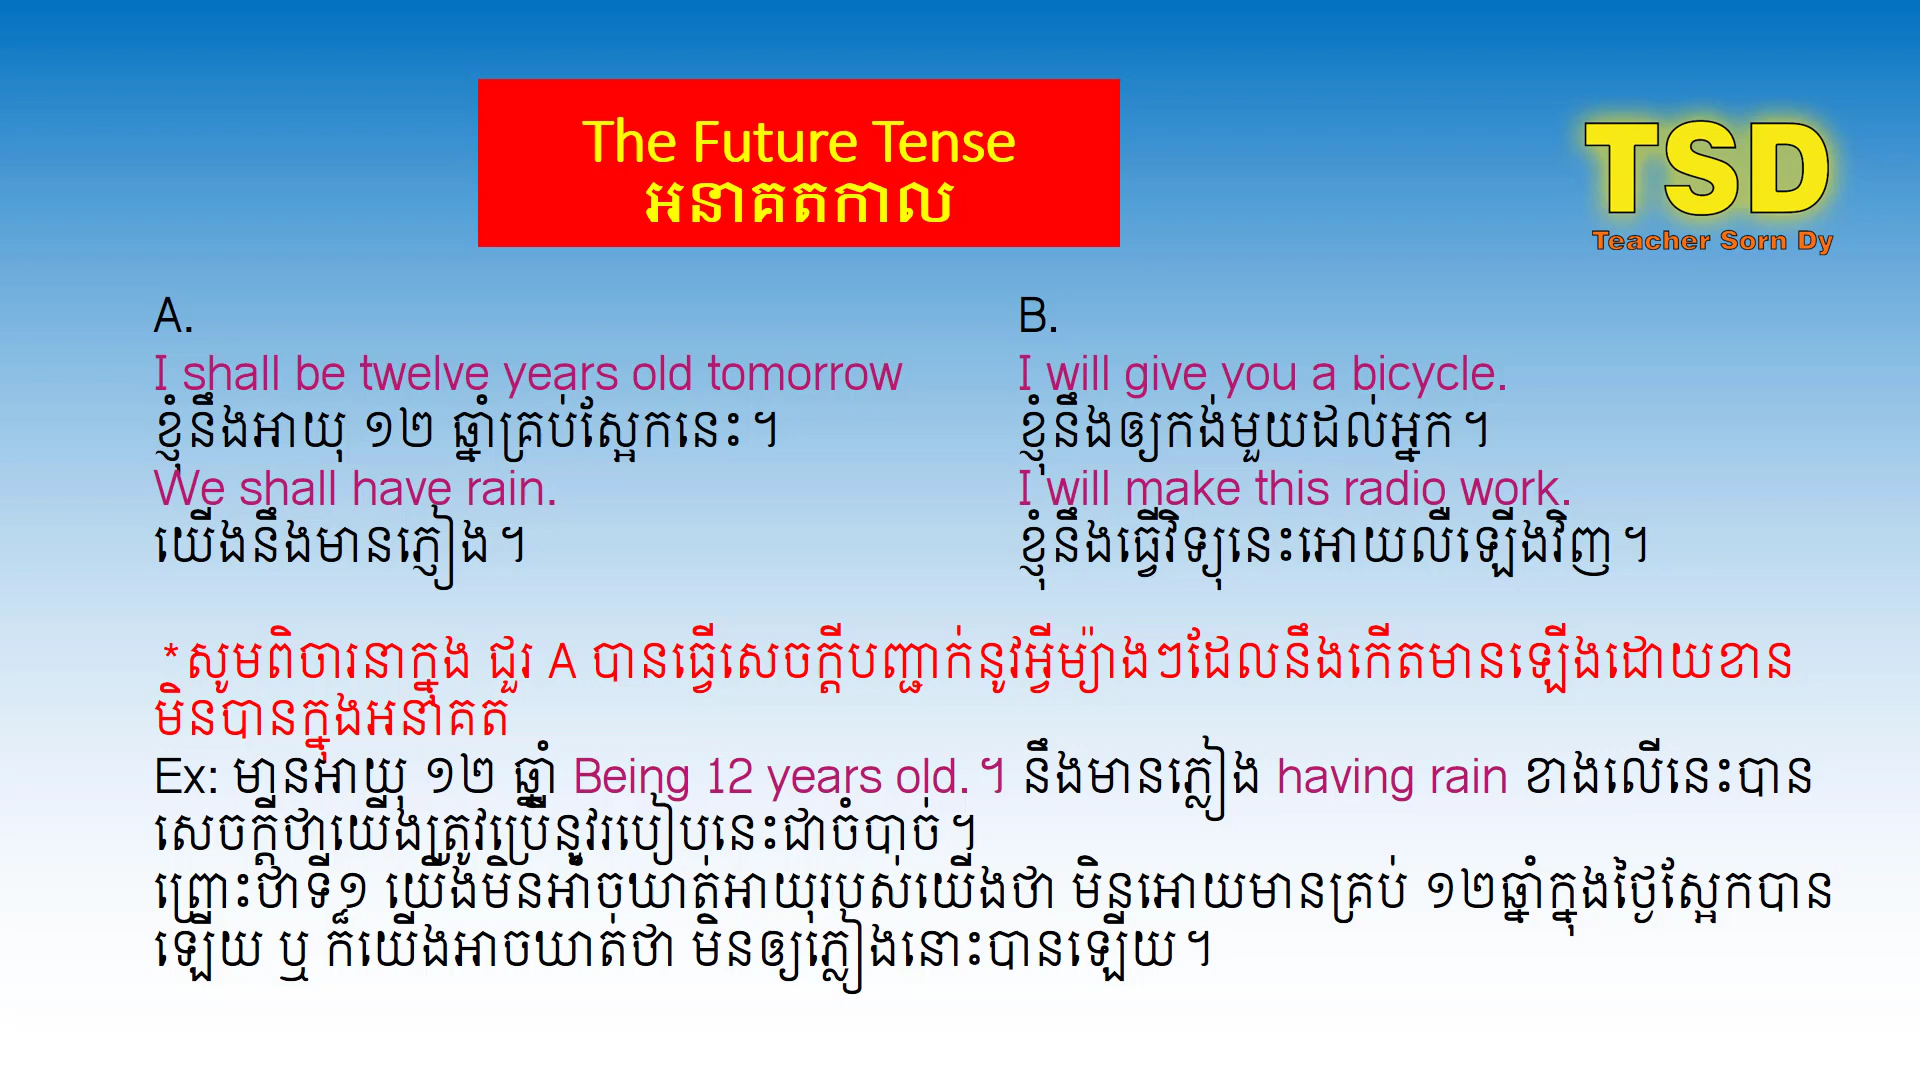 The Future Tense
អនាគតកាល
TSD
Teacher Sorn Dy
A.
I shall be twelve years old tomorrow
ខ្ញុំនឹងអាយុ ១២ ឆ្នាំគ្រប់ស្អែកនេះ។
We shall have rain.
យើងនឹងមានភ្ញៀង។
B.
I will give you a bicycle.
ខ្ញុំនឹងឲ្យកង់មួយដល់អ្នក។
I will make this radio work.
ខ្ញុំនឹងធ្វើវិទ្យុនេះអោយលឺឡើងវិញ។
*សូមពិចារនាក្នុង ជួរ A បានធ្វើសេចក្ដីបញ្ជាក់នូវអ្វីម្យ៉ាងៗដែលនឹងកើតមានឡើងដោយខាន
មិនបានក្នុងអនាគត
Ex: មានអាយុ ១២ ឆ្នាំ Being 12 years old.។ នឹងមានភ្លៀង having rain ខាងលើនេះបាន
សេចក្ដីថាយើងត្រូវប្រើនូវរបៀបនេះជាចំបាច់។
ព្រោះថាទី១ យើងមិនអាចឃាត់អាយុរបស់យើងថា មិនអោយមានគ្រប់ ១២ឆ្នាំក្នុងថ្ងៃស្អែកបាន
ឡើយ ឬ ក៏យើងអាចឃាត់ថា មិនឲ្យភ្លៀងនោះបានឡើយ។